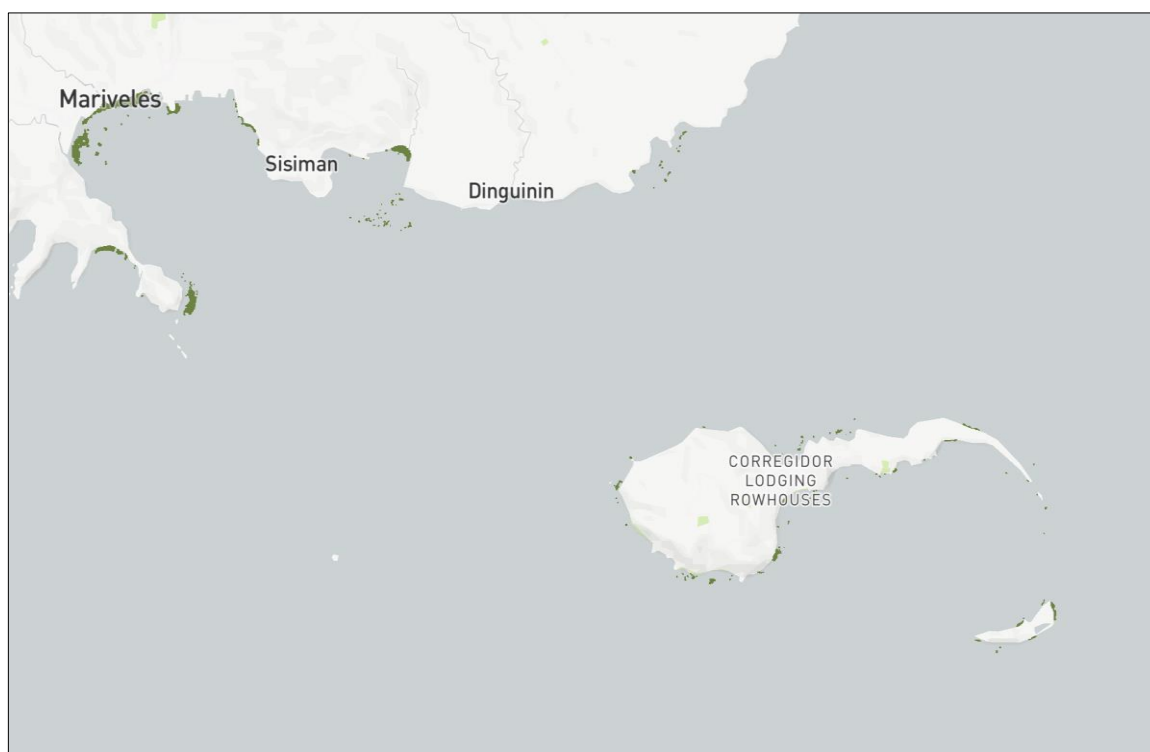 Mariveles
Sisiman
Dinguinin
CORREGIDOR
LODGING
ROWHOUSES